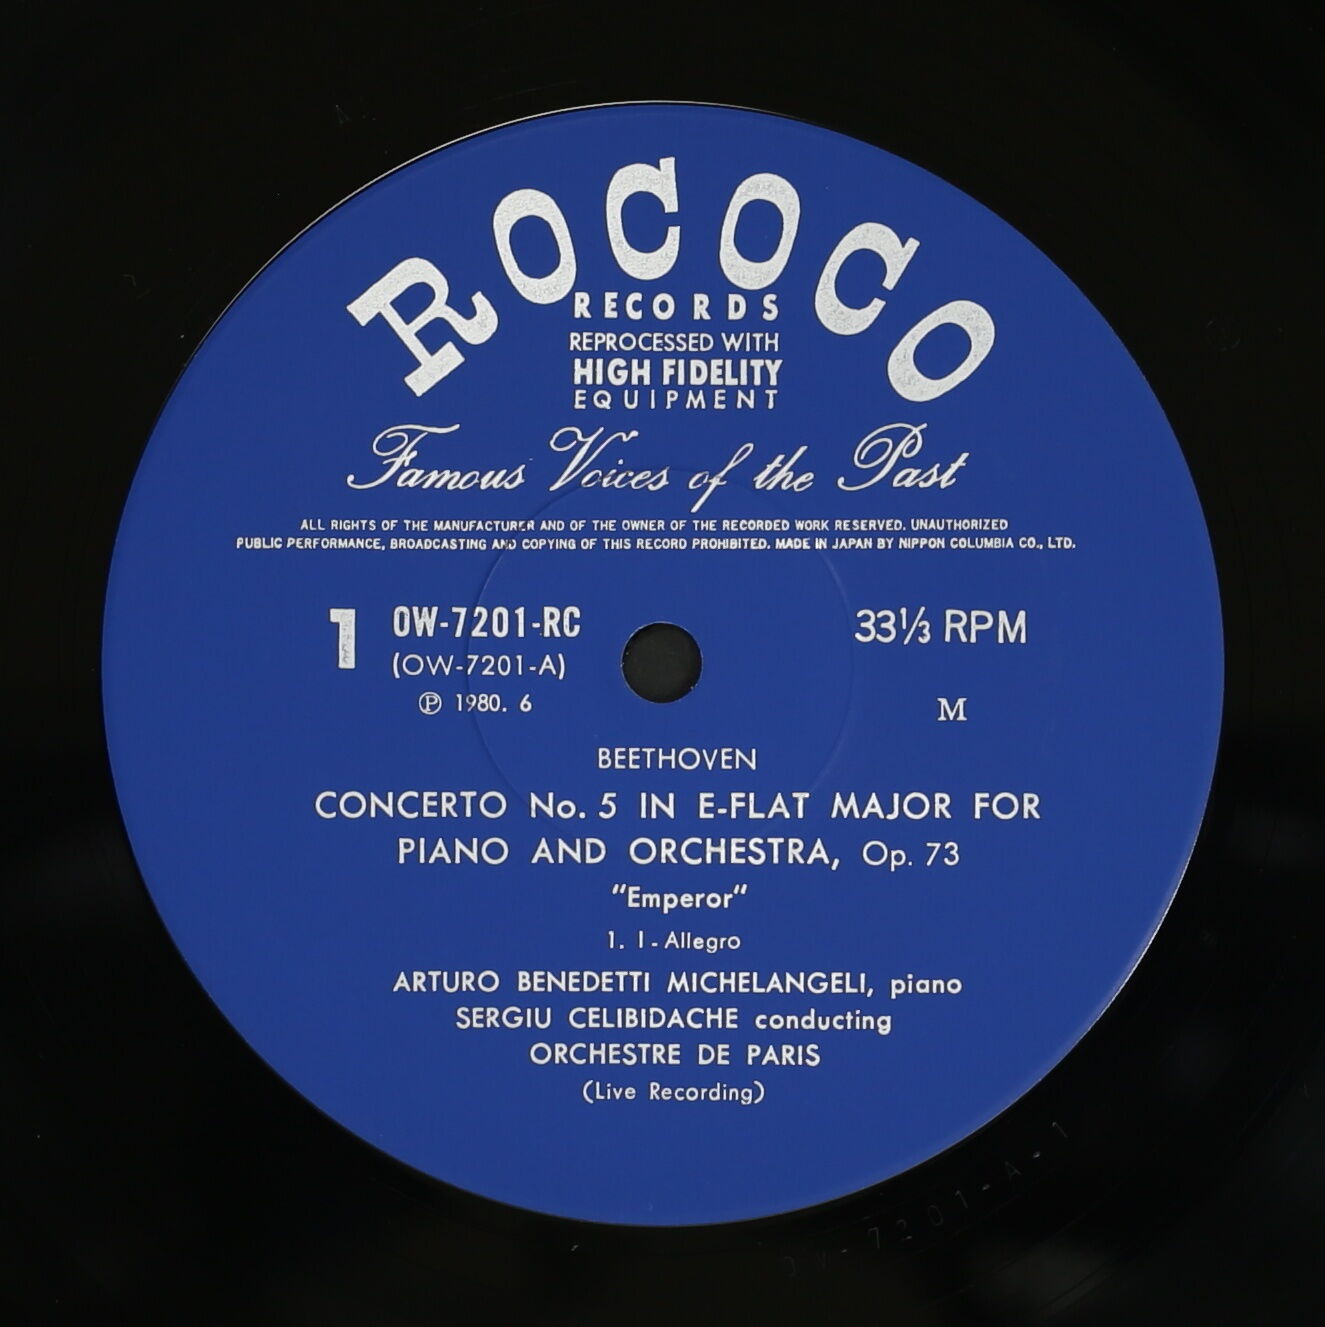 ROCOCO
RECORDS
REPROCESSED WITH
HIGH FIDELITY
EQUIPMENT
Famous Voices of the Past
ALL RIGHTS OF THE MANUFACTURER AND OF THE OWNER OF THE RECORDED WORK RESERVED. UNAUTHORIZED
PUBLIC PERFORMANCE, BROADCASTING AND COPYING OF THIS RECORD PROHIBITED. MADE IN JAPAN BY NIPPON COLUMBIA CO., LTD.
1 OW-7201-RC 33⅓ RPM
(OW-7201-A)
℗ 1980. 6 M
BEETHOVEN
CONCERTO No. 5 IN E-FLAT MAJOR FOR
PIANO AND ORCHESTRA, Op. 73
"Emperor"
1. I - Allegro
ARTURO BENEDETTI MICHELANGELI, piano
SERGIU CELIBIDACHE conducting
ORCHESTRE DE PARIS
(Live Recording)
OW-7201-A-1